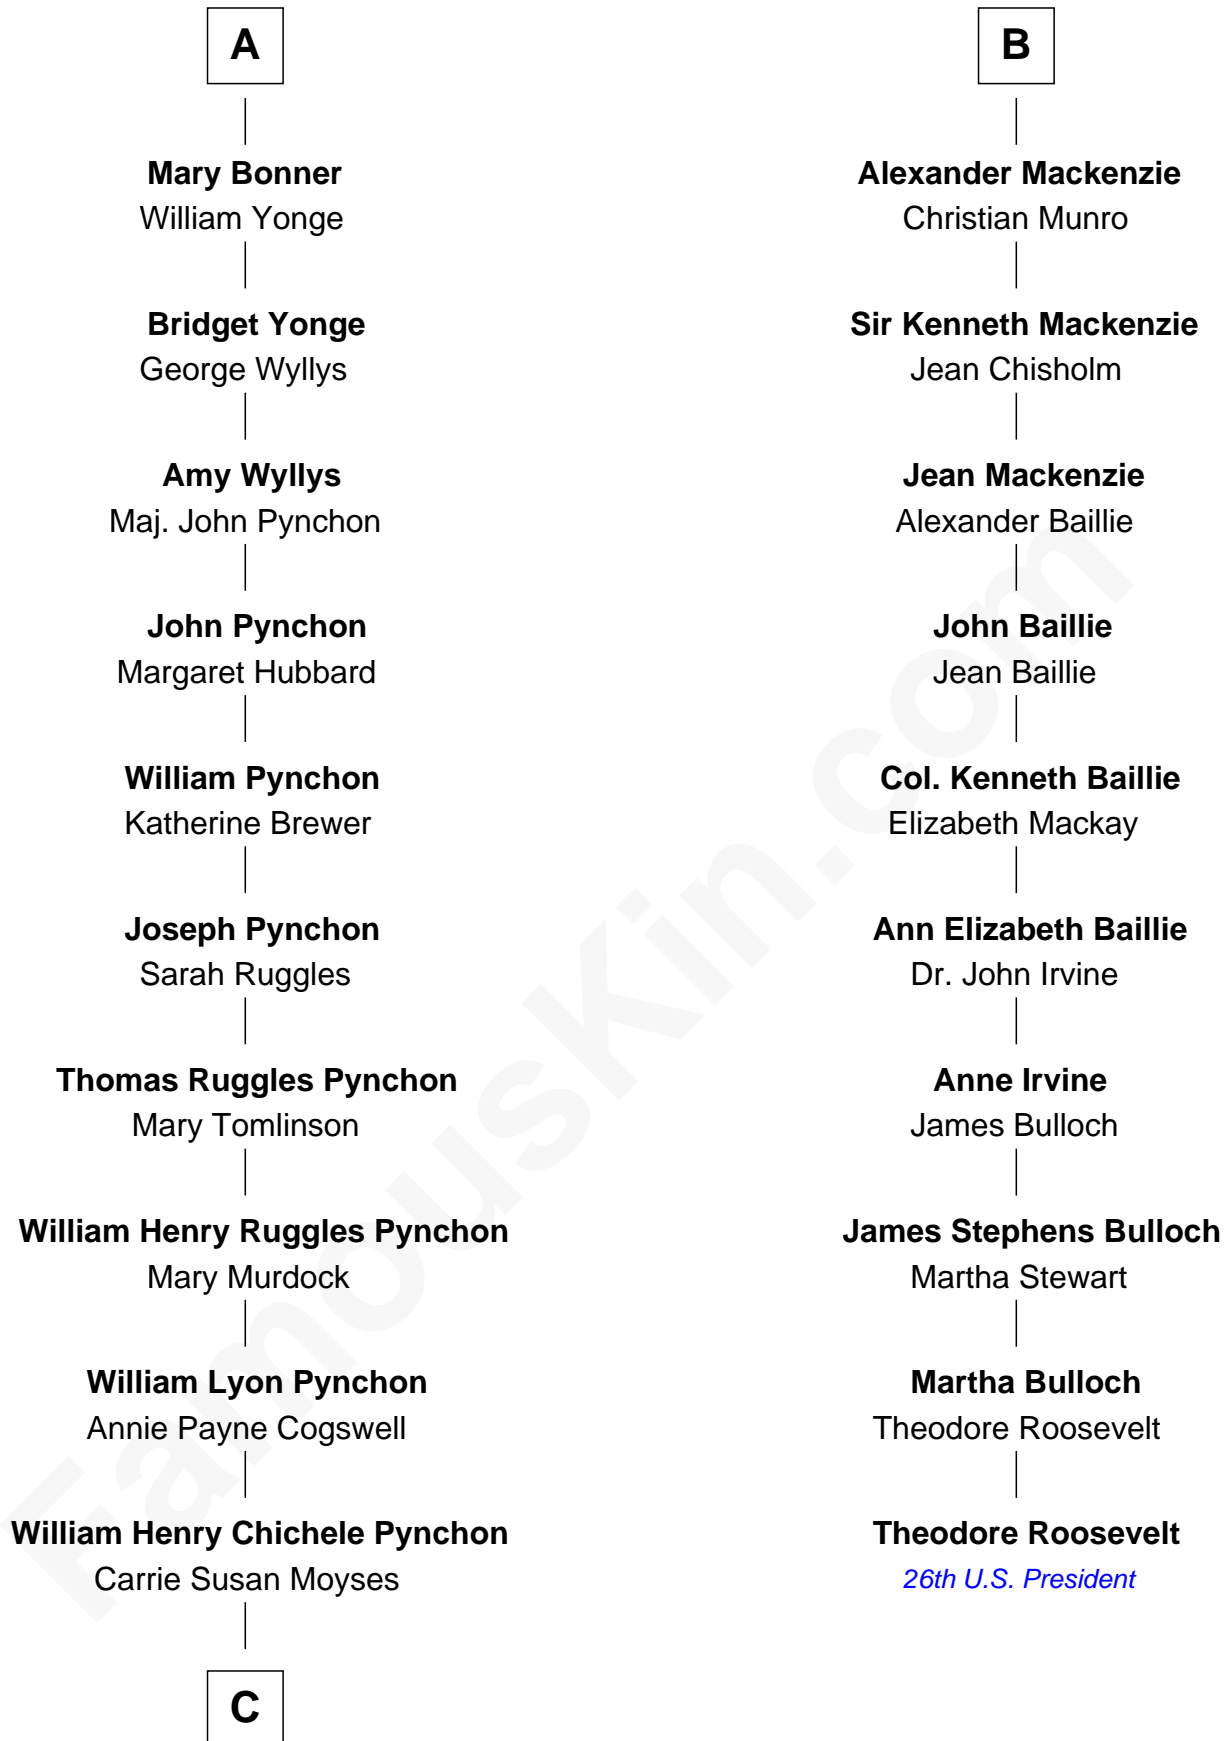 A
Mary Bonner
William Yonge
Bridget Yonge
George Wyllys
Amy Wyllys
Maj. John Pynchon
John Pynchon
Margaret Hubbard
William Pynchon
Katherine Brewer
Joseph Pynchon
Sarah Ruggles
Thomas Ruggles Pynchon
Mary Tomlinson
William Henry Ruggles Pynchon
Mary Murdock
William Lyon Pynchon
Annie Payne Cogswell
William Henry Chichele Pynchon
Carrie Susan Moyses
C
B
Alexander Mackenzie
Christian Munro
Sir Kenneth Mackenzie
Jean Chisholm
Jean Mackenzie
Alexander Baillie
John Baillie
Jean Baillie
Col. Kenneth Baillie
Elizabeth Mackay
Ann Elizabeth Baillie
Dr. John Irvine
Anne Irvine
James Bulloch
James Stephens Bulloch
Martha Stewart
Martha Bulloch
Theodore Roosevelt
Theodore Roosevelt
26th U.S. President
FamousKin.com